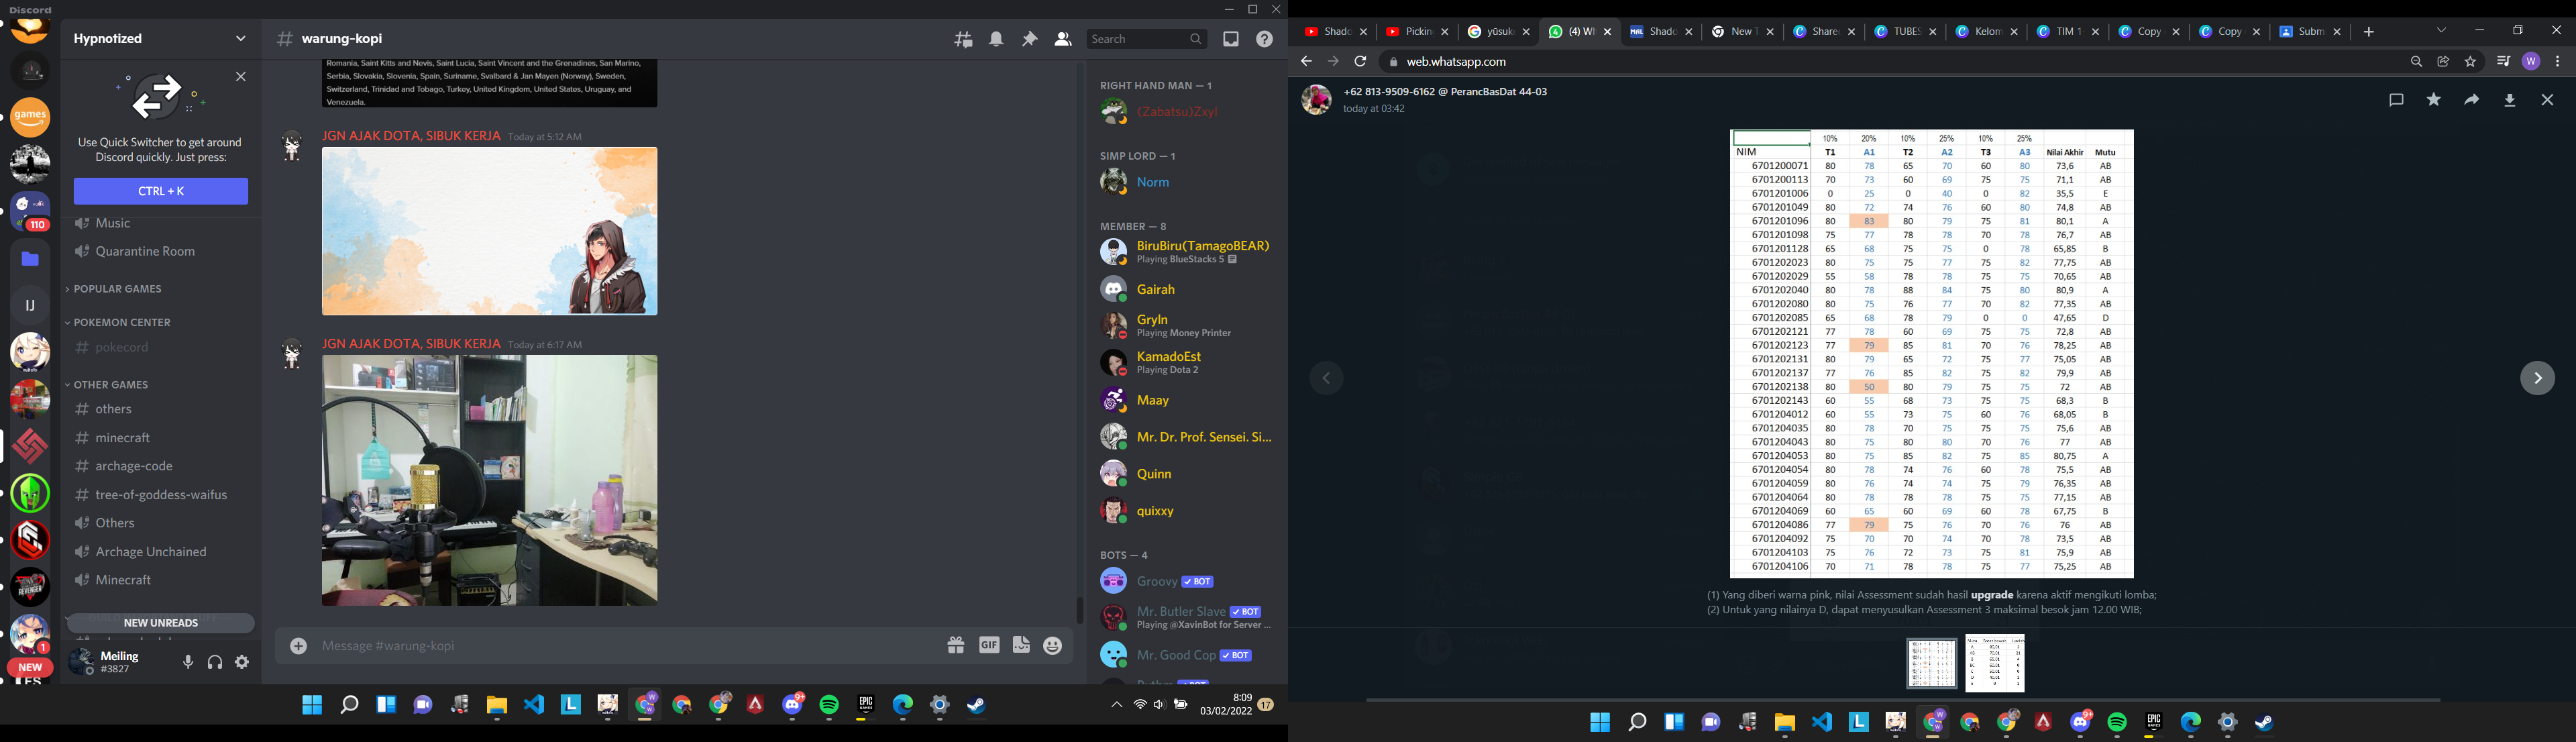 Discord
Hypnotized
# warung-kopi
Search
Use Quick Switcher to get around
Discord quickly. Just press:
CTRL + K
Music
Quarantine Room
POPULAR GAMES
POKEMON CENTER
# pokecord
OTHER GAMES
# others
# minecraft
# archage-code
# tree-of-goddess-waifus
Others
Archage Unchained
Minecraft
NEW UNREADS
Meiling
#3827
games
110
IJ
1
NEW
Romania, Saint Kitts and Nevis, Saint Lucia, Saint Vincent and the Grenadines, San Marino,
Serbia, Slovakia, Slovenia, Spain, Suriname, Svalbard & Jan Mayen (Norway), Sweden,
Switzerland, Trinidad and Tobago, Turkey, United Kingdom, United States, Uruguay, and
Venezuela.
JGN AJAK DOTA, SIBUK KERJA Today at 5:12 AM
JGN AJAK DOTA, SIBUK KERJA Today at 6:17 AM
Message #warung-kopi
GIF
RIGHT HAND MAN — 1
(Zabatsu)Zxyl
SIMP LORD — 1
Norm
MEMBER — 8
BiruBiru(TamagoBEAR)
Playing BlueStacks 5
Gairah
Gryln
Playing Money Printer
KamadoEst
Playing Dota 2
Maay
Mr. Dr. Prof. Sensei. Si...
Quinn
quixxy
BOTS — 4
Groovy BOT
Mr. Butler Slave BOT
Playing @XavinBot for Server ...
Mr. Good Cop BOT
8:09
03/02/2022
17
Shado
Pickin
yūsuk
(4) Wh
Shado
New T
Share
TUBES
Kelom
TIM 1
Copy
Copy
Subm
web.whatsapp.com
W
+62 813-9509-6162 @ PerancBasDat 44-03
today at 03:42
10% 20% 10% 25% 10% 25%
NIM T1 A1 T2 A2 T3 A3 Nilai Akhir Mutu
6701200071 80 78 65 70 60 80 73,6 AB
6701200113 70 73 60 69 75 75 71,1 AB
6701201006 0 25 0 40 0 82 35,5 E
6701201049 80 72 74 76 60 80 74,8 AB
6701201096 80 83 80 79 75 81 80,1 A
6701201098 75 77 78 78 70 78 76,7 AB
6701201128 65 68 75 75 0 78 65,85 B
6701202023 80 75 75 77 75 82 77,75 AB
6701202029 55 58 78 78 75 75 70,65 AB
6701202040 80 78 88 84 75 80 80,9 A
6701202080 80 75 76 77 70 82 77,35 AB
6701202085 65 68 78 79 0 0 47,65 D
6701202121 77 78 60 69 75 75 72,8 AB
6701202123 77 79 85 81 70 76 78,25 AB
6701202131 80 79 65 72 75 77 75,05 AB
6701202137 77 76 85 82 75 82 79,9 AB
6701202138 80 50 80 79 75 75 72 AB
6701202143 60 55 68 73 75 75 68,3 B
6701204012 60 55 73 75 60 76 68,05 B
6701204035 80 78 70 75 75 75 75,6 AB
6701204043 80 75 80 80 70 76 77 AB
6701204053 80 75 85 82 75 85 80,75 A
6701204054 80 78 74 76 60 78 75,5 AB
6701204059 80 76 74 74 75 79 76,35 AB
6701204064 80 78 78 78 75 75 77,15 AB
6701204069 60 65 60 69 60 78 67,75 B
6701204086 77 79 75 76 70 76 76 AB
6701204092 75 70 70 74 70 78 73,5 AB
6701204103 75 76 72 73 75 81 75,9 AB
6701204106 70 71 78 78 75 77 75,25 AB
(1) Yang diberi warna pink, nilai Assessment sudah hasil upgrade karena aktif mengikuti lomba;
(2) Untuk yang nilainya D, dapat menyusulkan Assessment 3 maksimal besok jam 12.00 WIB;